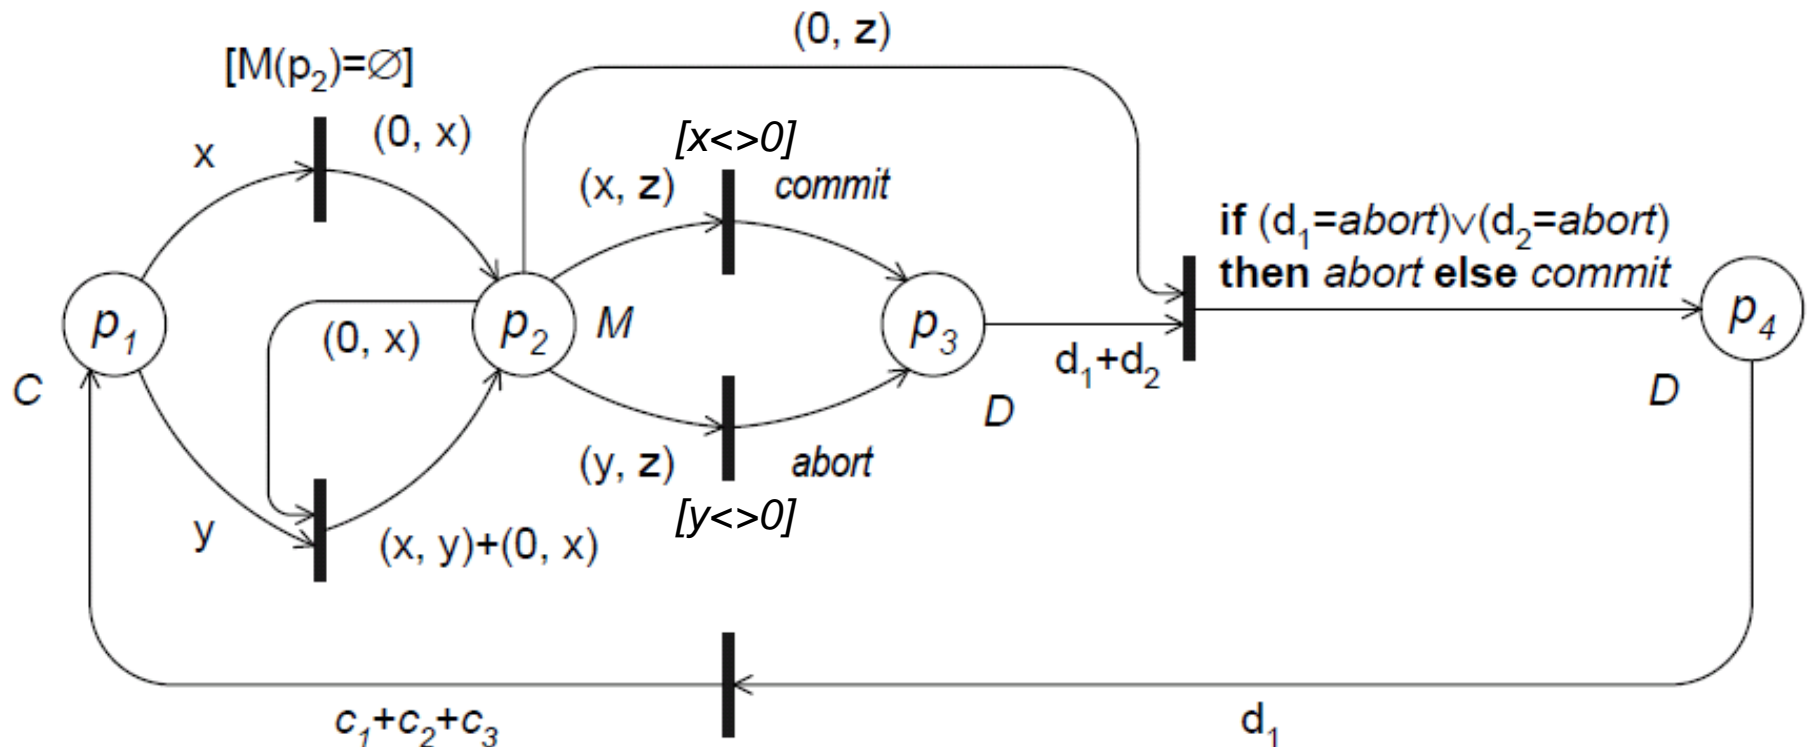 (0, z)
[M(p2)=∅]
(0, x)
x
[x<>0]
(x, z)
commit
if (d1=abort)∨(d2=abort)
then abort else commit
p1
(0, x)
p2
M
p3
d1+d2
p4
C
D
D
(y, z)
abort
y
(x, y)+(0, x)
[y<>0]
c1+c2+c3
d1